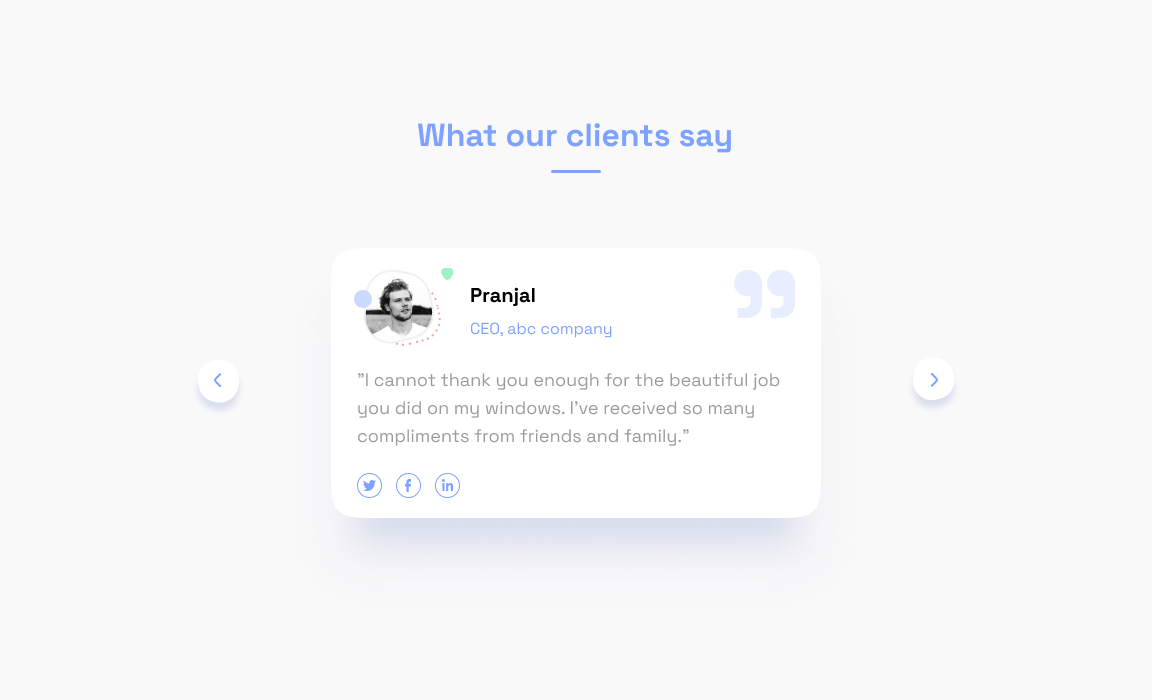 What our clients say
Pranjal
CEO, abc company
"I cannot thank you enough for the beautiful job
you did on my windows. I've received so many
compliments from friends and family."